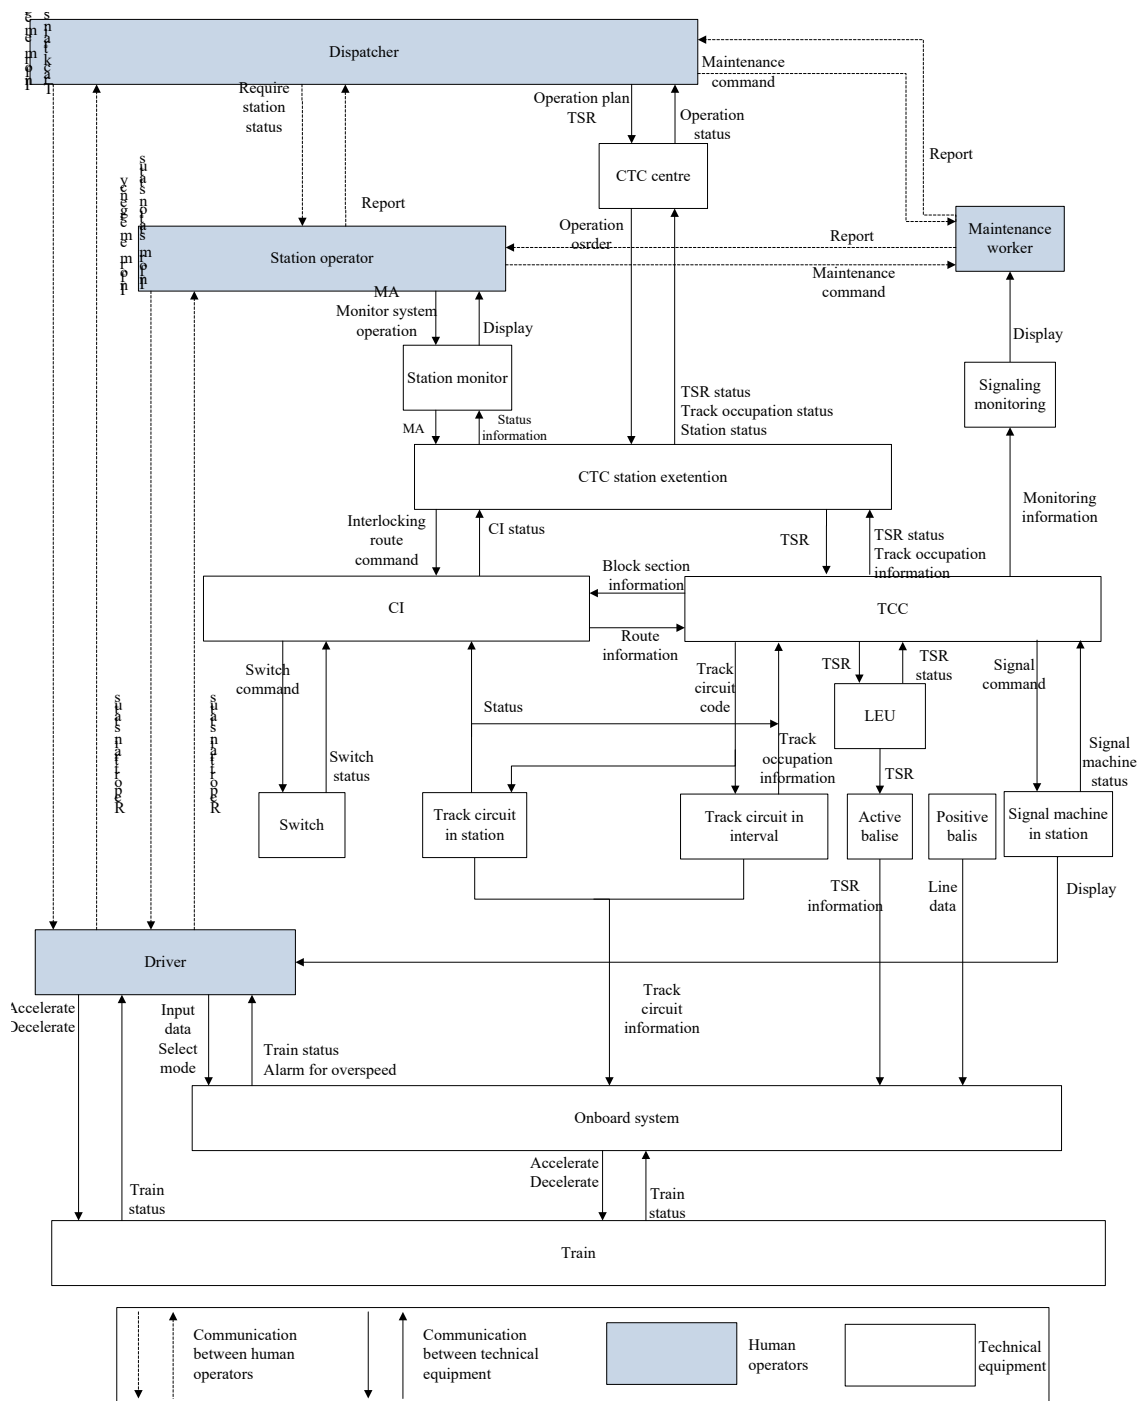 Dispatcher
Maintenance
command
Require
station
status
Operation plan
TSR
Operation
status
Report
CTC centre
Report
Operation
osrder
Maintenance
worker
Report
Station operator
Maintenance
command
MA
Monitor system
operation
Display
Display
Station monitor
Signaling
monitoring
TSR status
Track occupation status
Station status
MA
Status
information
CTC station exetention
Monitoring
information
Interlocking
route
command
CI status
TSR
TSR status
Track occupation
information
Block section
information
CI
TCC
Route
information
Switch
command
Track
circuit
code
TSR
TSR
status
Signal
command
Status
LEU
Switch
status
Track
occupation
information
Signal
machine
status
TSR
Switch
Track circuit
in station
Track circuit in
interval
Active
balise
Positive
balis
Signal machine
in station
TSR
information
Line
data
Display
Driver
Accelerate
Decelerate
Input
data
Select
mode
Track
circuit
information
Train status
Alarm for overspeed
Onboard system
Accelerate
Decelerate
Train
status
Train
status
Train
Communication
between human
operators
Communication
between technical
equipment
Human
operators
Technical
equipment